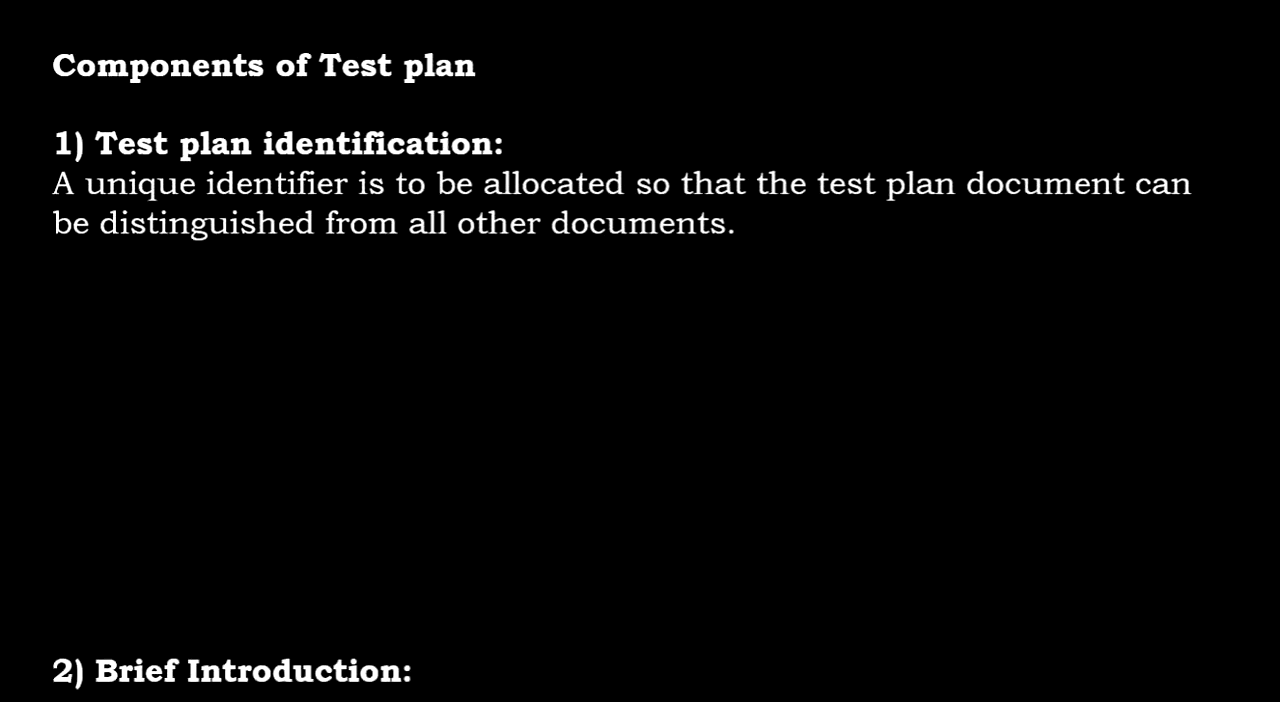 Components of Test plan
1) Test plan identification:
A unique identifier is to be allocated so that the test plan document can
be distinguished from all other documents.
2) Brief Introduction: